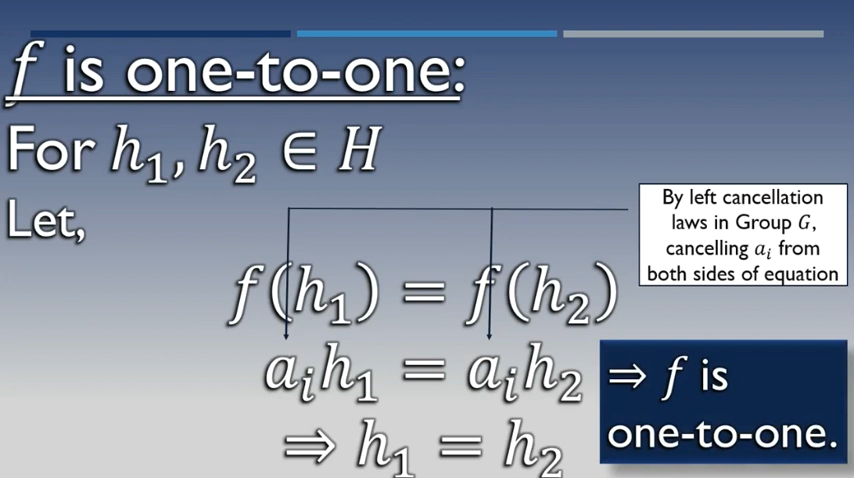 f is one-to-one:
For h₁, h₂ ∈ H
Let,
By left cancellation
laws in Group G,
cancelling aᵢ from
both sides of equation
f(h₁) = f(h₂)
aᵢh₁ = aᵢh₂
⇒ h₁ = h₂
⇒ f is
one-to-one.